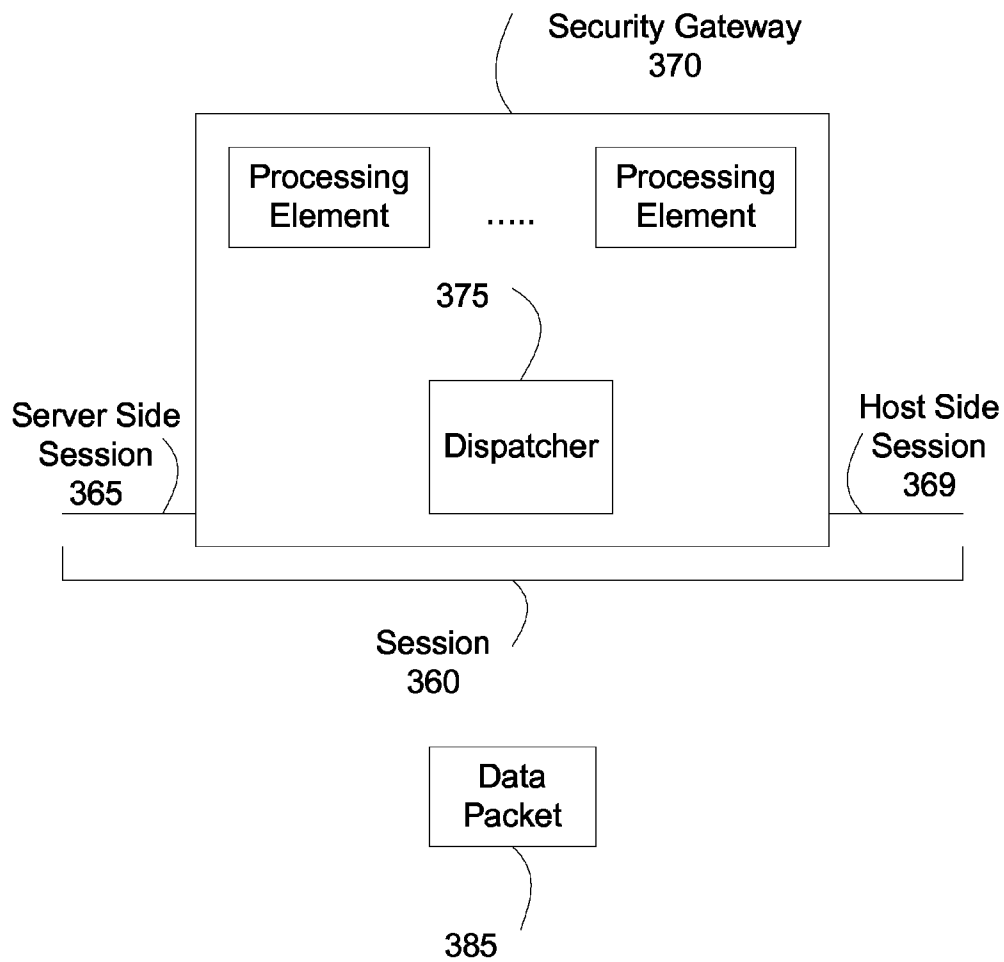 Security Gateway
370
Processing
Element
.....
Processing
Element
375
Dispatcher
Server Side
Session
365
Host Side
Session
369
Session
360
Data
Packet
385